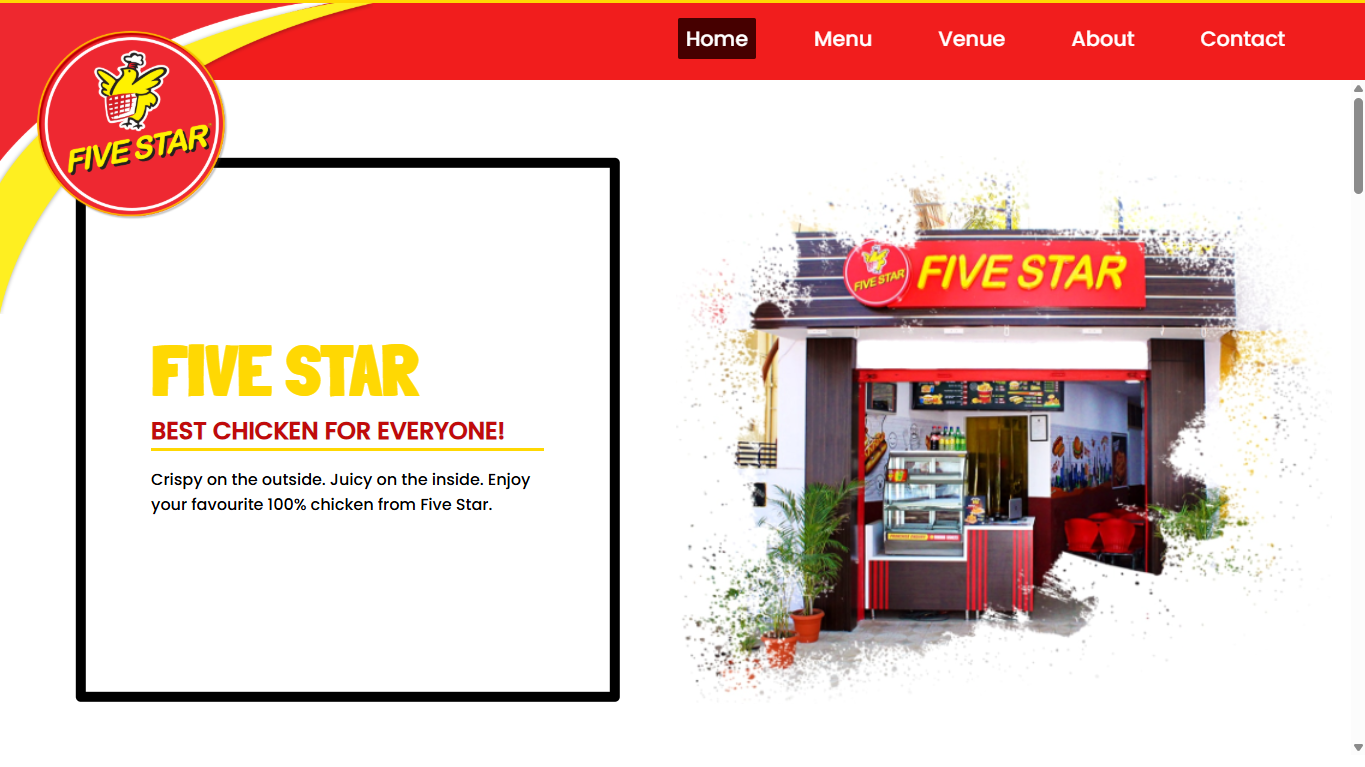 Home Menu Venue About Contact
FIVE STAR
FIVE STAR
FIVE STAR
FIVE STAR
BEST CHICKEN FOR EVERYONE!
Crispy on the outside. Juicy on the inside. Enjoy
your favourite 100% chicken from Five Star.